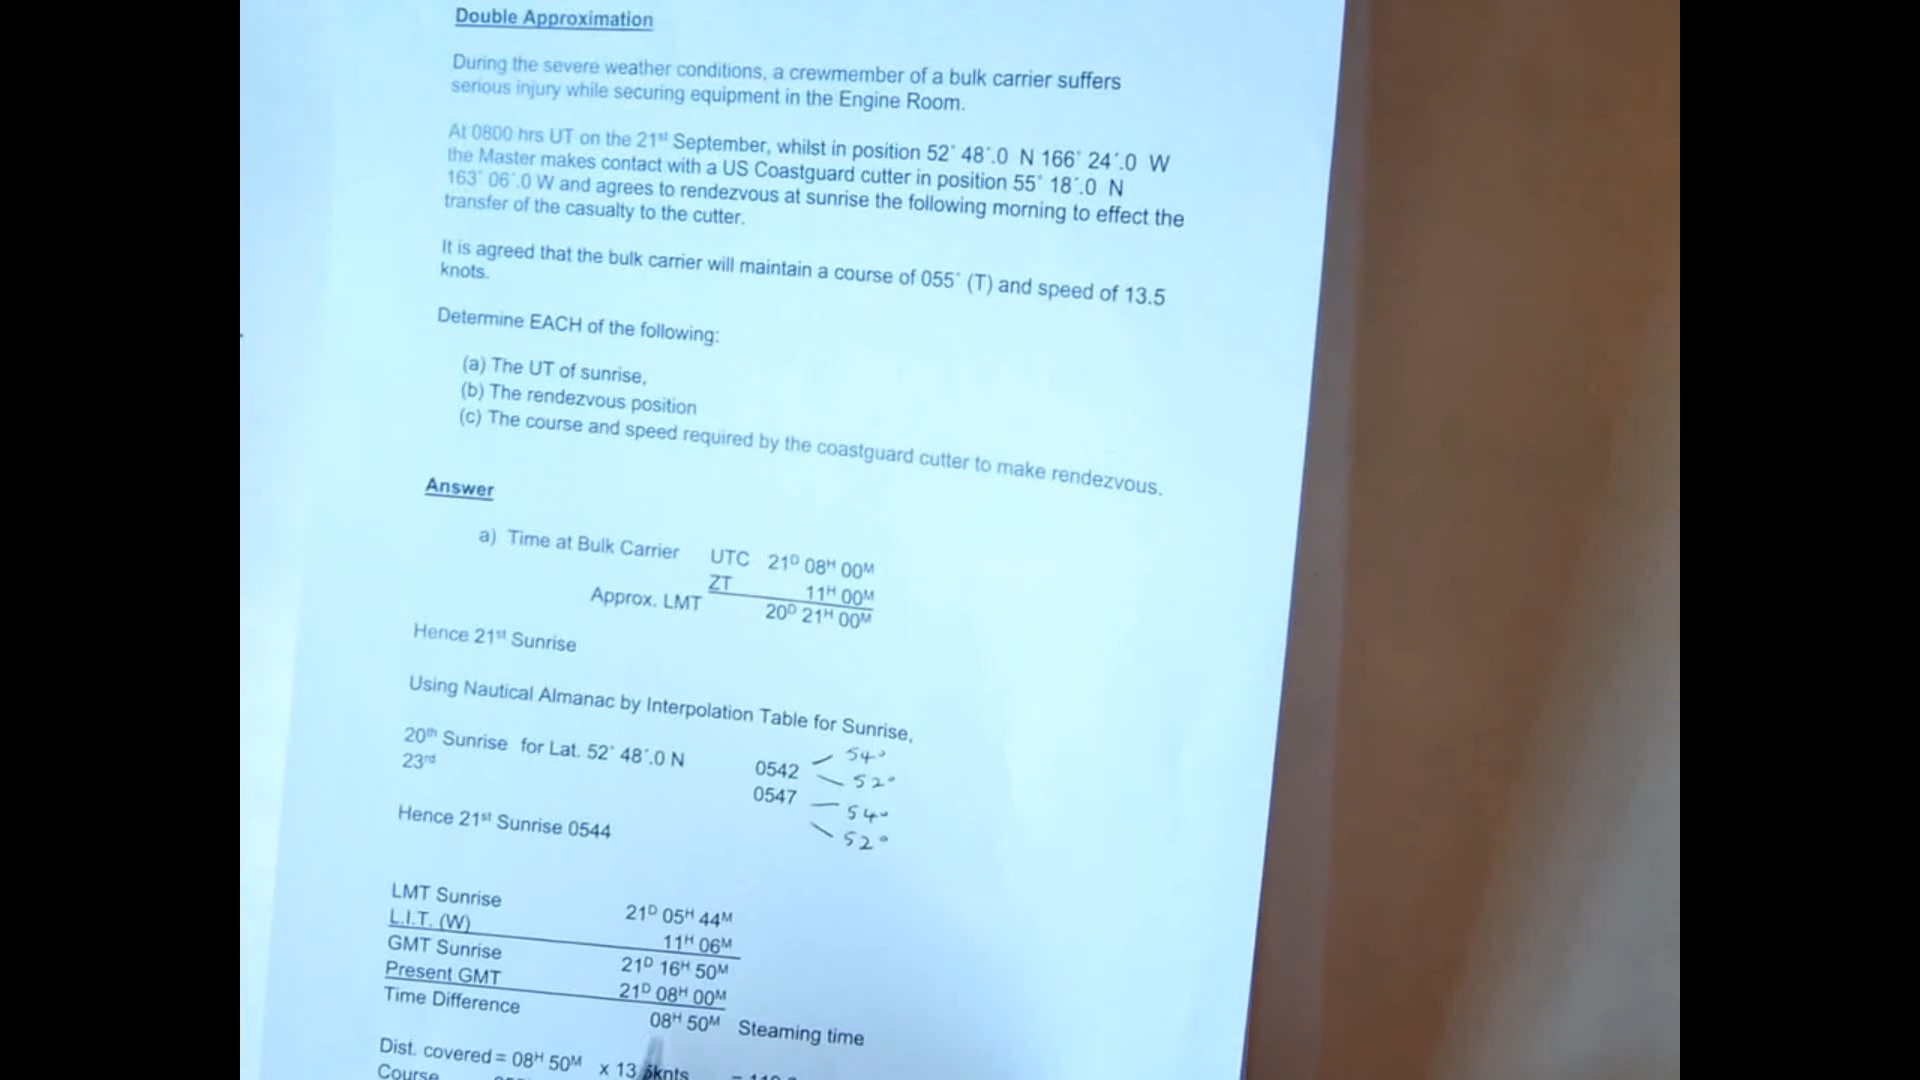 Double Approximation
During the severe weather conditions, a crewmember of a bulk carrier suffers
serious injury while securing equipment in the Engine Room.
At 0800 hrs UT on the 21st September, whilst in position 52° 48´.0 N 166° 24´.0 W
the Master makes contact with a US Coastguard cutter in position 55° 18´.0 N
163° 06´.0 W and agrees to rendezvous at sunrise the following morning to effect the
transfer of the casualty to the cutter.
It is agreed that the bulk carrier will maintain a course of 055° (T) and speed of 13.5
knots.
Determine EACH of the following:
(a) The UT of sunrise,
(b) The rendezvous position
(c) The course and speed required by the coastguard cutter to make rendezvous.
Answer
a) Time at Bulk Carrier UTC 21D 08H 00M
ZT 11H 00M
Approx. LMT 20D 21H 00M
Hence 21st Sunrise
Using Nautical Almanac by Interpolation Table for Sunrise,
20th Sunrise for Lat. 52° 48´.0 N 0542 54°
52°
23rd 0547 54°
52°
Hence 21st Sunrise 0544
LMT Sunrise 21D 05H 44M
L.I.T. (W) 11H 06M
GMT Sunrise 21D 16H 50M
Present GMT 21D 08H 00M
Time Difference 08H 50M Steaming time
Dist. covered = 08H 50M x 13.5knts =
Course